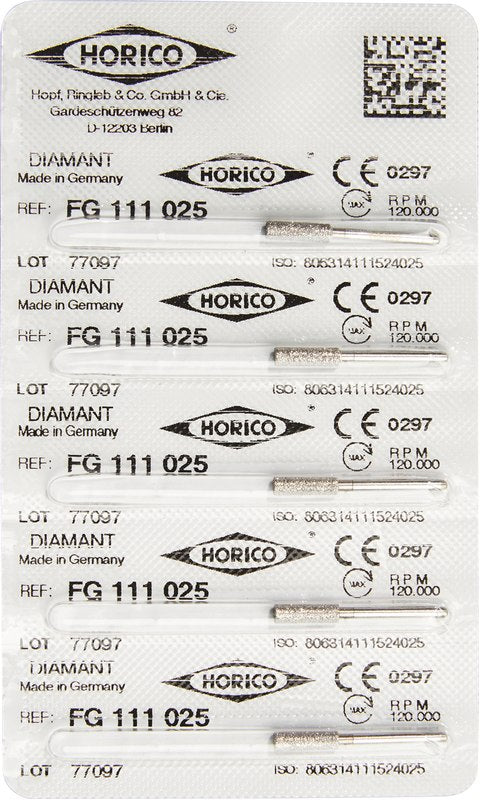 HORICO ®
Hopf, Ringleb & Co. GmbH & Cie.
Gardeschützenweg 82
D-12203 Berlin
DIAMANT
Made in Germany
HORICO ®
CE 0297
REF: FG 111 025
MAX
RPM
120.000
LOT 77097
ISO: 806314111524025
DIAMANT
Made in Germany
HORICO ®
CE 0297
REF: FG 111 025
MAX
RPM
120.000
LOT 77097
ISO: 806314111524025
DIAMANT
Made in Germany
HORICO ®
CE 0297
REF: FG 111 025
MAX
RPM
120.000
LOT 77097
ISO: 806314111524025
DIAMANT
Made in Germany
HORICO ®
CE 0297
REF: FG 111 025
MAX
RPM
120.000
LOT 77097
ISO: 806314111524025
DIAMANT
Made in Germany
HORICO ®
CE 0297
REF: FG 111 025
MAX
RPM
120.000
LOT 77097
ISO: 806314111524025